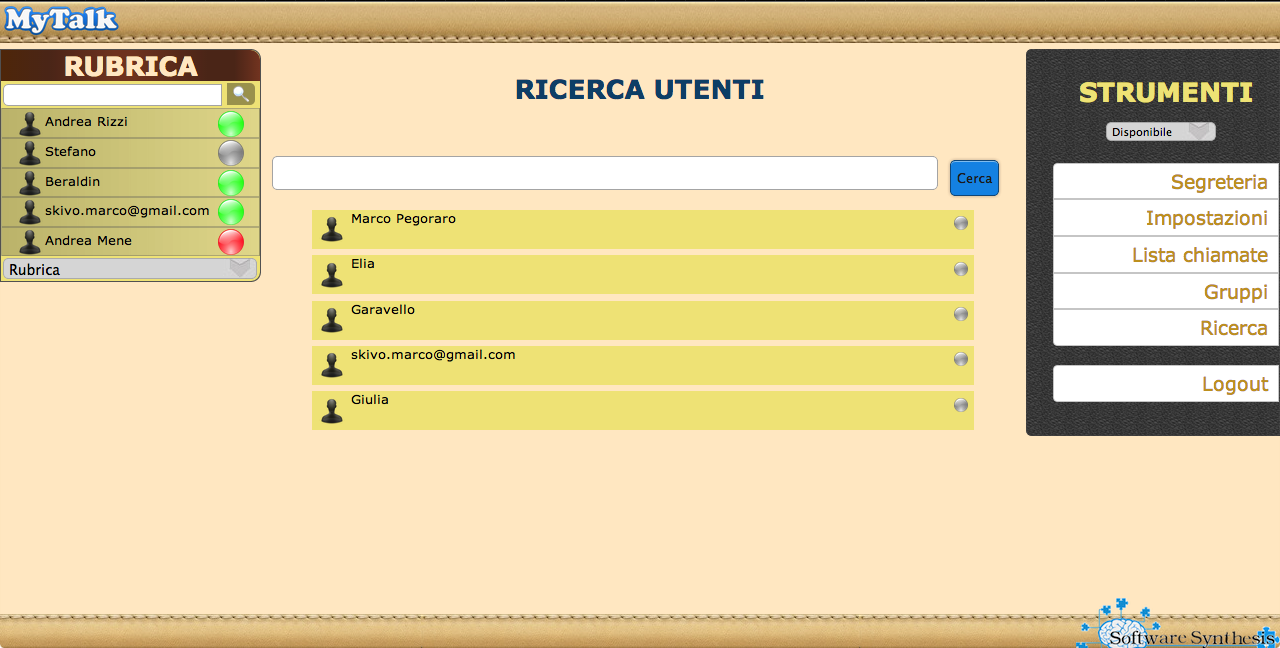 MyTalk
RUBRICA
Andrea Rizzi
Stefano
Beraldin
skivo.marco@gmail.com
Andrea Mene
Rubrica
RICERCA UTENTI
Cerca
Marco Pegoraro
Elia
Garavello
skivo.marco@gmail.com
Giulia
STRUMENTI
Disponibile
Segreteria
Impostazioni
Lista chiamate
Gruppi
Ricerca
Logout
Software Synthesis